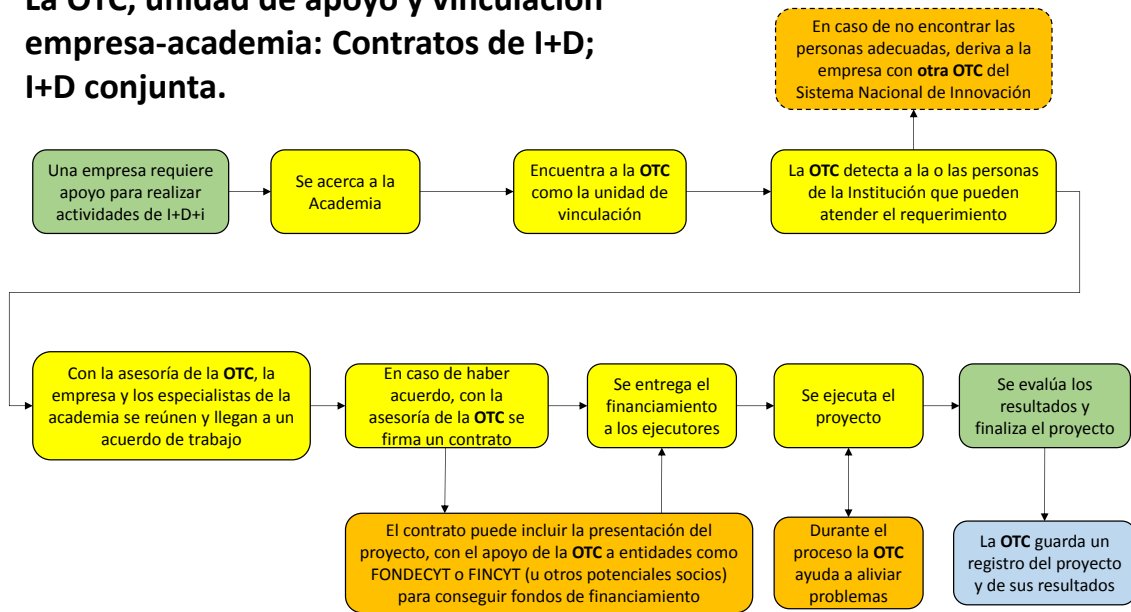 La OTC, unidad de apoyo y vinculación
empresa-academia: Contratos de I+D;
I+D conjunta.
En caso de no encontrar las
personas adecuadas, deriva a la
empresa con otra OTC del
Sistema Nacional de Innovación
Una empresa requiere
apoyo para realizar
actividades de I+D+i
Se acerca a la
Academia
Encuentra a la OTC
como la unidad de
vinculación
La OTC detecta a la o las personas
de la Institución que pueden
atender el requerimiento
Con la asesoría de la OTC, la
empresa y los especialistas de la
academia se reúnen y llegan a un
acuerdo de trabajo
En caso de haber
acuerdo, con la
asesoría de la OTC se
firma un contrato
Se entrega el
financiamiento
a los ejecutores
Se ejecuta el
proyecto
Se evalúa los
resultados y
finaliza el proyecto
El contrato puede incluir la presentación del
proyecto, con el apoyo de la OTC a entidades como
FONDECYT o FINCYT (u otros potenciales socios)
para conseguir fondos de financiamiento
Durante el
proceso la OTC
ayuda a aliviar
problemas
La OTC guarda un
registro del proyecto
y de sus resultados